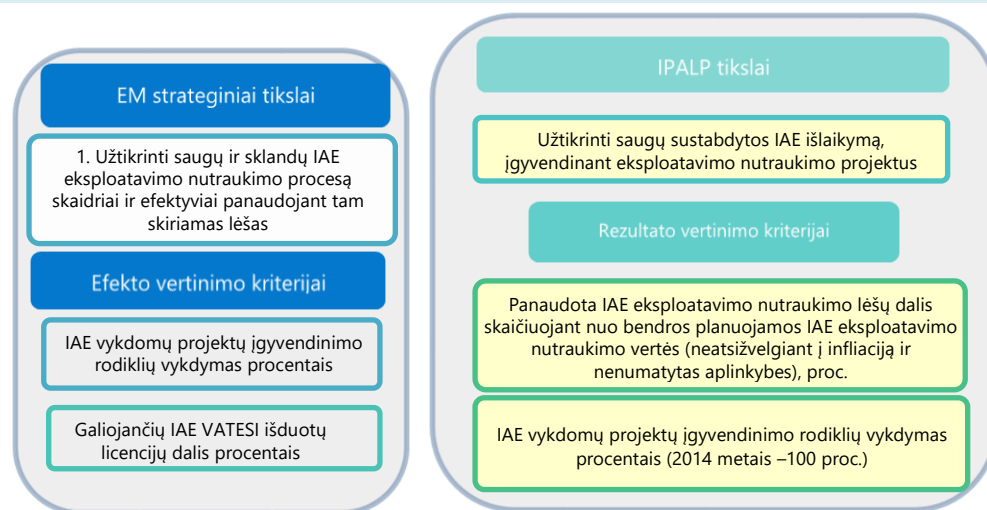 EM strateginiai tikslai
1. Užtikrinti saugų ir sklandų IAE
eksploatavimo nutraukimo procesą
skaidriai ir efektyviai panaudojant tam
skiriamas lėšas
Efekto vertinimo kriterijai
IAE vykdomų projektų įgyvendinimo
rodiklių vykdymas procentais
Galiojančių IAE VATESI išduotų
licencijų dalis procentais
IPALP tikslai
Užtikrinti saugų sustabdytos IAE išlaikymą,
įgyvendinant eksploatavimo nutraukimo projektus
Rezultato vertinimo kriterijai
Panaudota IAE eksploatavimo nutraukimo lėšų dalis
skaičiuojant nuo bendros planuojamos IAE eksploatavimo
nutraukimo vertės (neatsižvelgiant į infliaciją ir
nenumatytas aplinkybes), proc.
IAE vykdomų projektų įgyvendinimo rodiklių vykdymas
procentais (2014 metais –100 proc.)